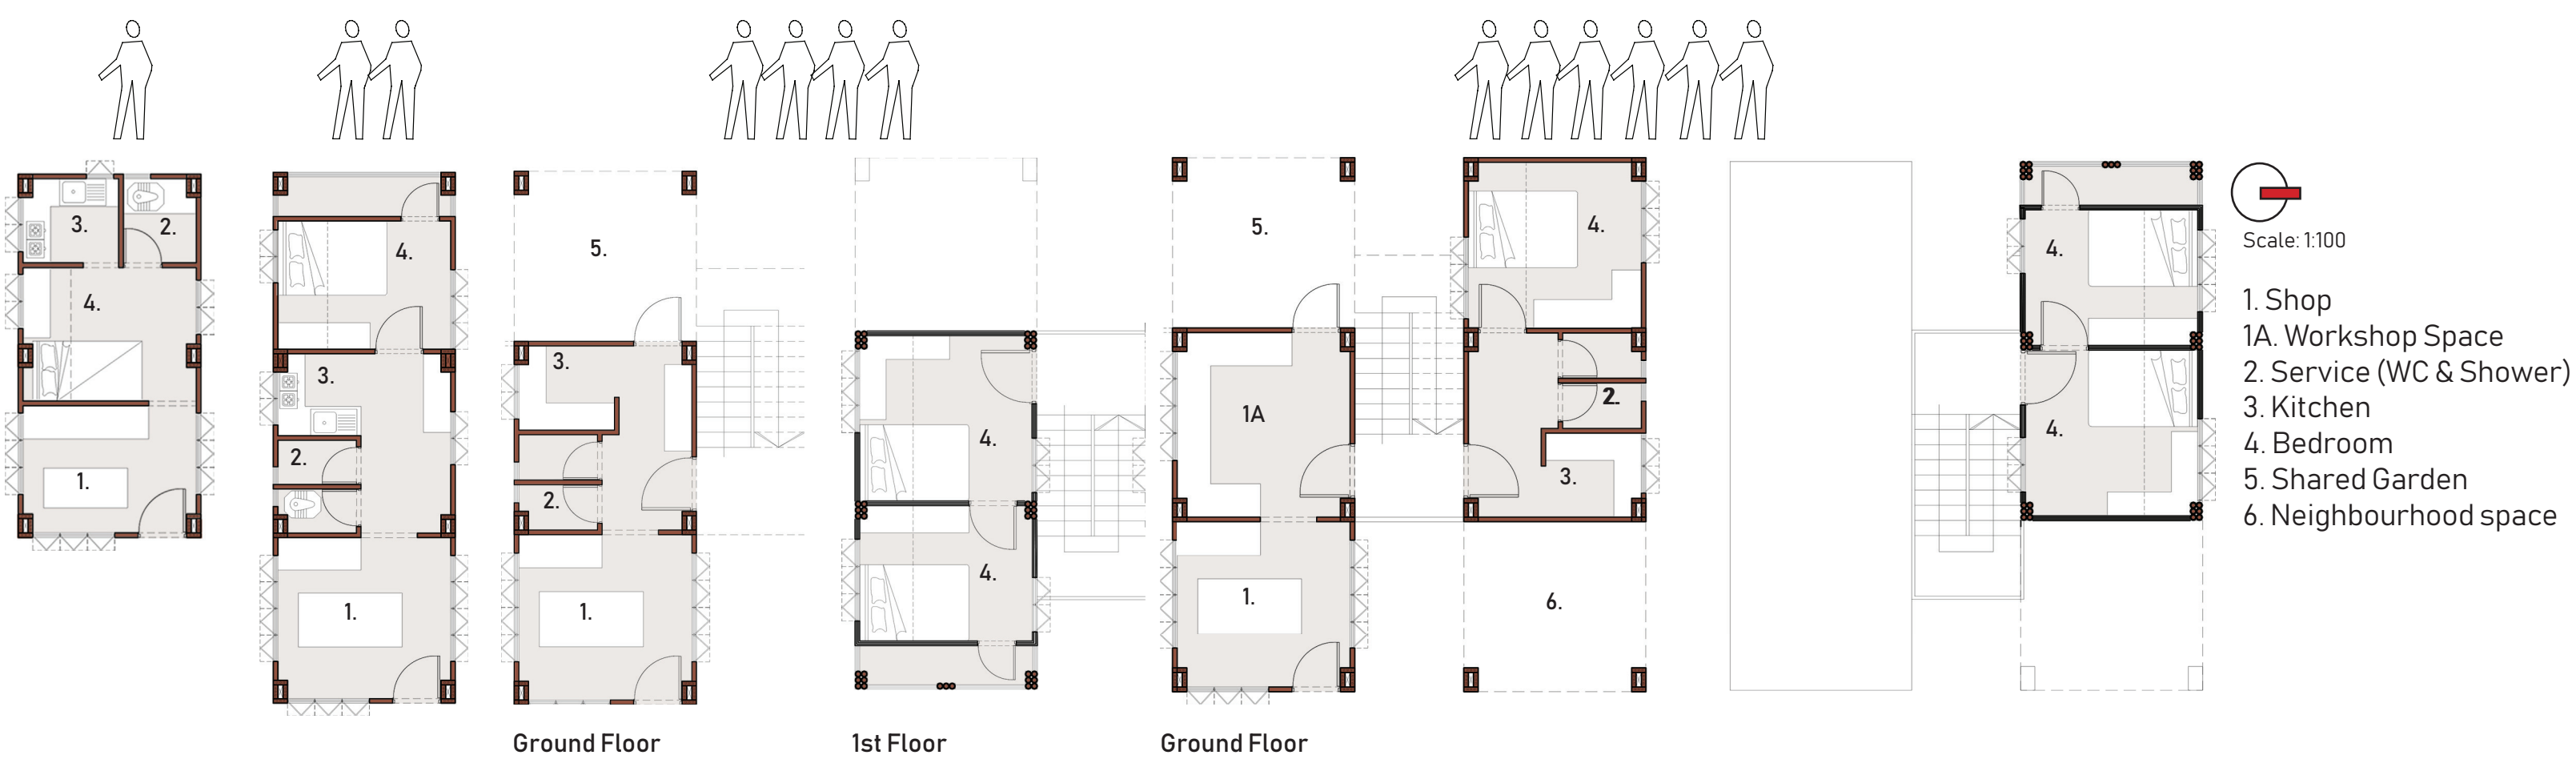 3.
2.
4.
1.
4.
3.
2.
1.
5.
3.
2.
1.
4.
4.
5.
1A
1.
4.
2.
3.
6.
4.
4.
Ground Floor
1st Floor
Ground Floor
Scale: 1:100
1. Shop
1A. Workshop Space
2. Service (WC & Shower)
3. Kitchen
4. Bedroom
5. Shared Garden
6. Neighbourhood space